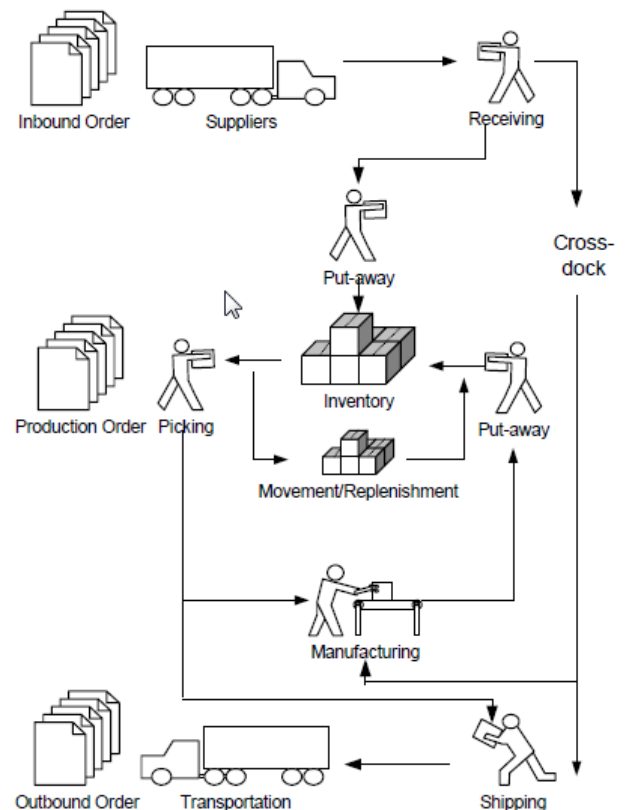 Inbound Order
Suppliers
Receiving
Put-away
Cross-
dock
Inventory
Production Order
Picking
Put-away
Movement/Replenishment
Manufacturing
Outbound Order
Transportation
Shipping